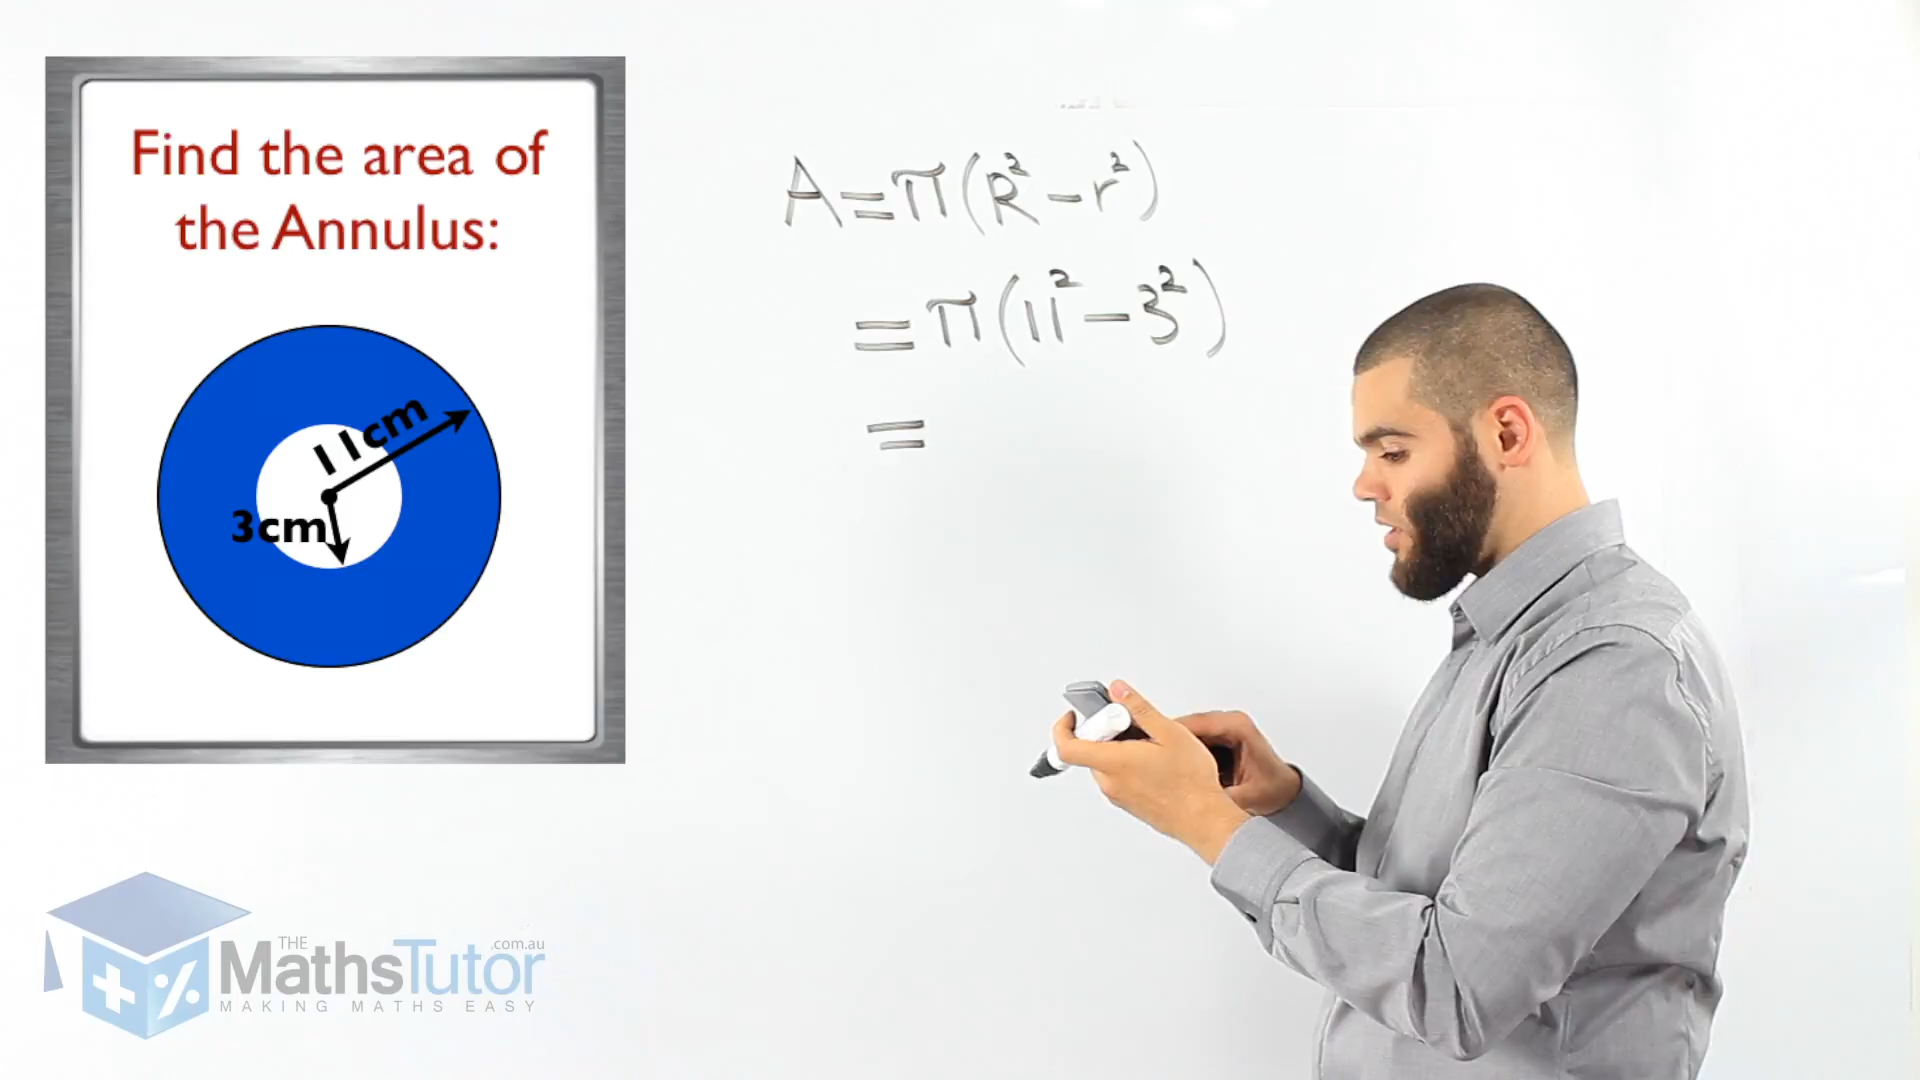 Find the area of
the Annulus:
11cm
3cm
A=π(R²-r²)
=π(11²-3²)
=
THE
MathsTutor
.com.au
MAKING MATHS EASY